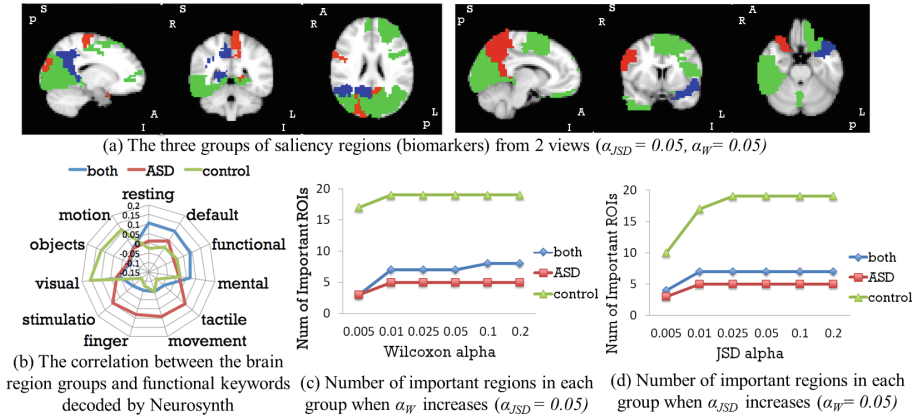 S
p
A
I
S
R
L
I
A
R
L
p
S
p
A
I
S
R
L
I
A
R
L
p
(a) The three groups of saliency regions (biomarkers) from 2 views (αJSD = 0.05, αW = 0.05)
both ASD control
resting
default
functional
mental
tactile
movement
finger
stimulatio
visual
objects
motion
0,2
0,15
0,1
0,05
0
-0,05
-0,1
-0,15
(b) The correlation between the brain
region groups and functional keywords
decoded by Neurosynth
Num of Important ROIs
20
15
10
5
0
0.005 0.01 0.025 0.05 0.1 0.2
Wilcoxon alpha
both
ASD
control
(c) Number of important regions in each
group when αW increases (αJSD = 0.05)
Num of Important ROIs
20
15
10
5
0
0.005 0.01 0.025 0.05 0.1 0.2
JSD alpha
both
ASD
control
(d) Number of important regions in each
group when αJSD increases (αW= 0.05)